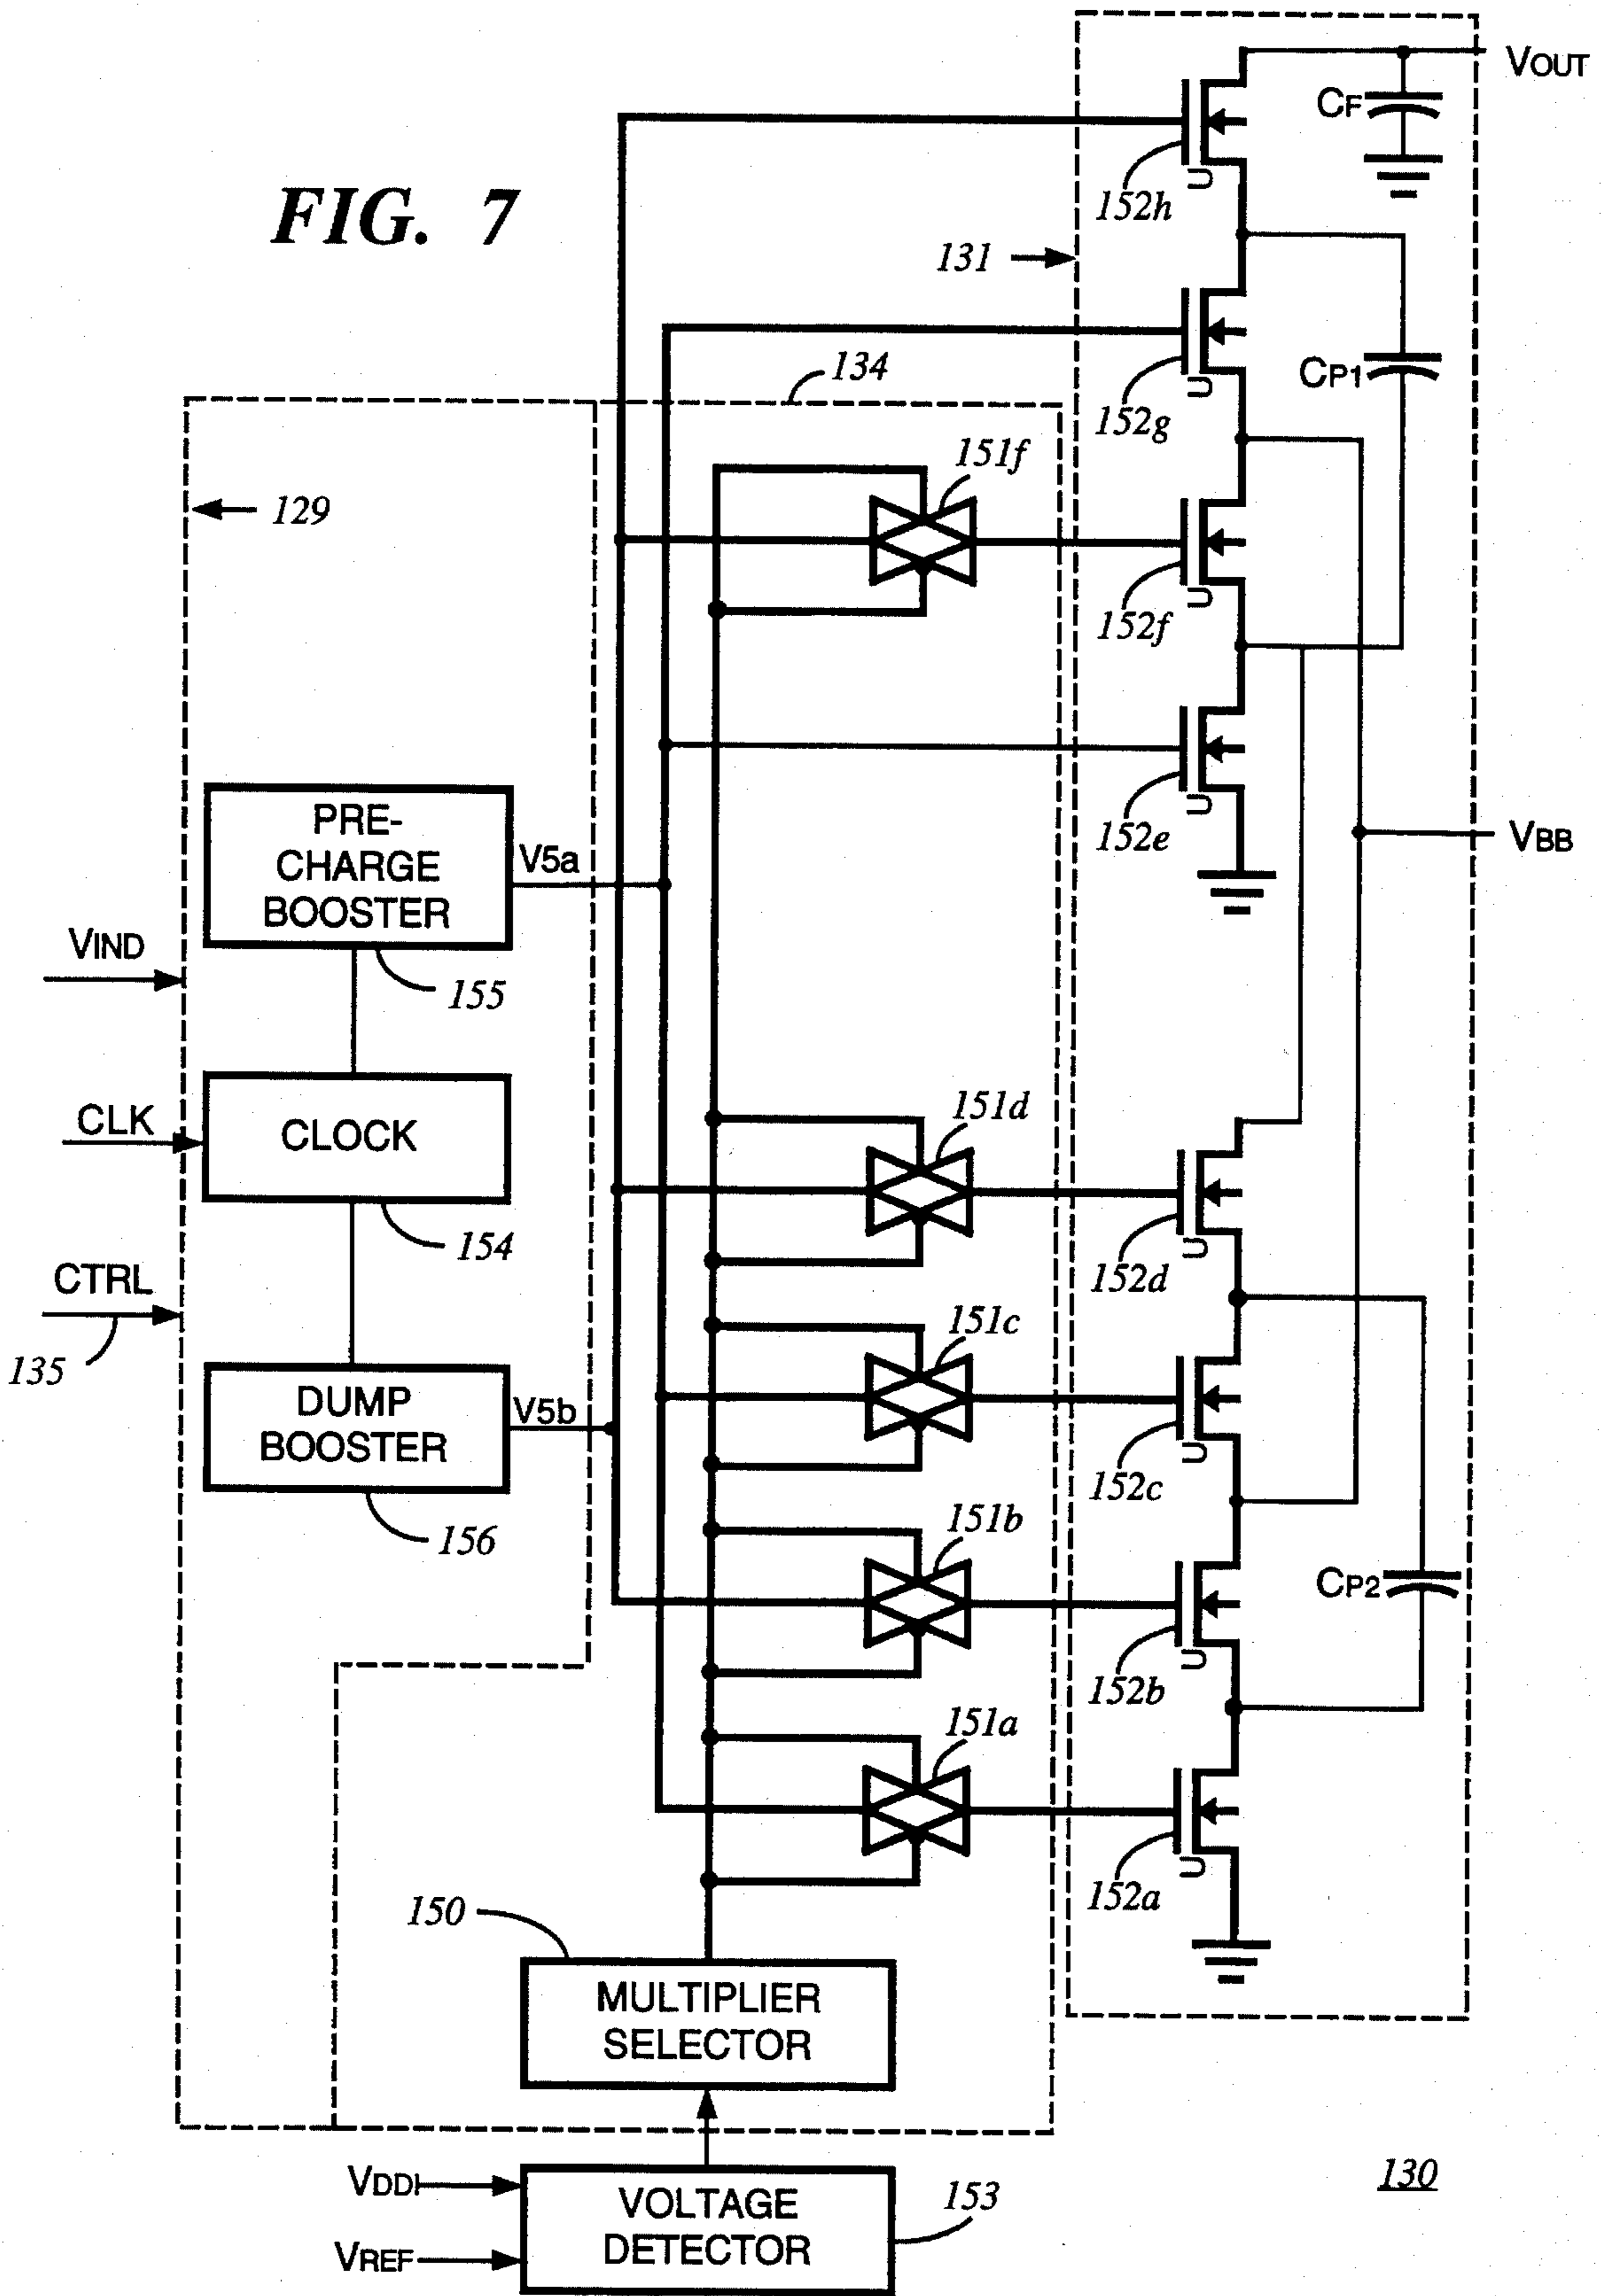 FIG. 7
VOUT
CF
152h
131
152g
CP1
134
151f
129
152f
152e
VBB
PRE-
CHARGE
BOOSTER
V5a
VIND
155
CLK
CLOCK
154
CTRL
135
DUMP
BOOSTER
V5b
156
151d
152d
151c
152c
151b
152b
CP2
151a
152a
150
MULTIPLIER
SELECTOR
VDDI
VREF
VOLTAGE
DETECTOR
153
130
U
U
U
U
U
U
U
U